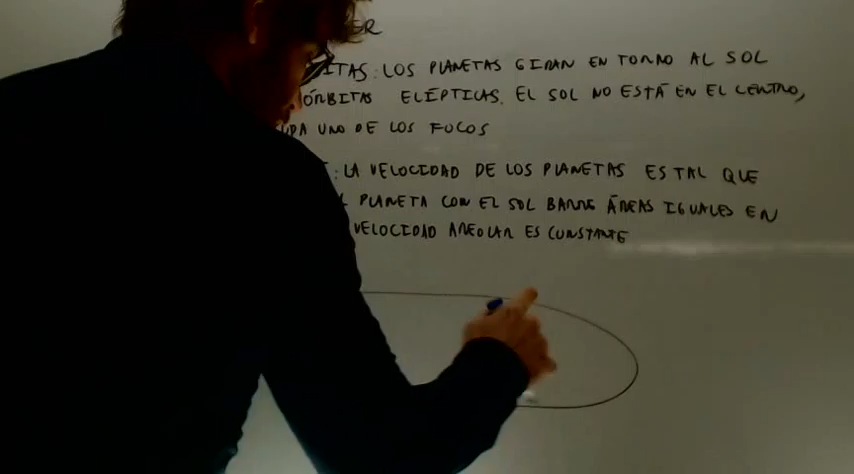 ER
ITAS: LOS PLANETAS GIRAN EN TORNO AL SOL
ÓRBITAS ELÍPTICAS. EL SOL NO ESTÁ EN EL CENTRO,
UPA UNO DE LOS FOCOS
: LA VELOCIDAD DE LOS PLANETAS ES TAL QUE
L PLANETA CON EL SOL BARRE ÁREAS IGUALES EN
VELOCIDAD AREOLAR ES CONSTANTE